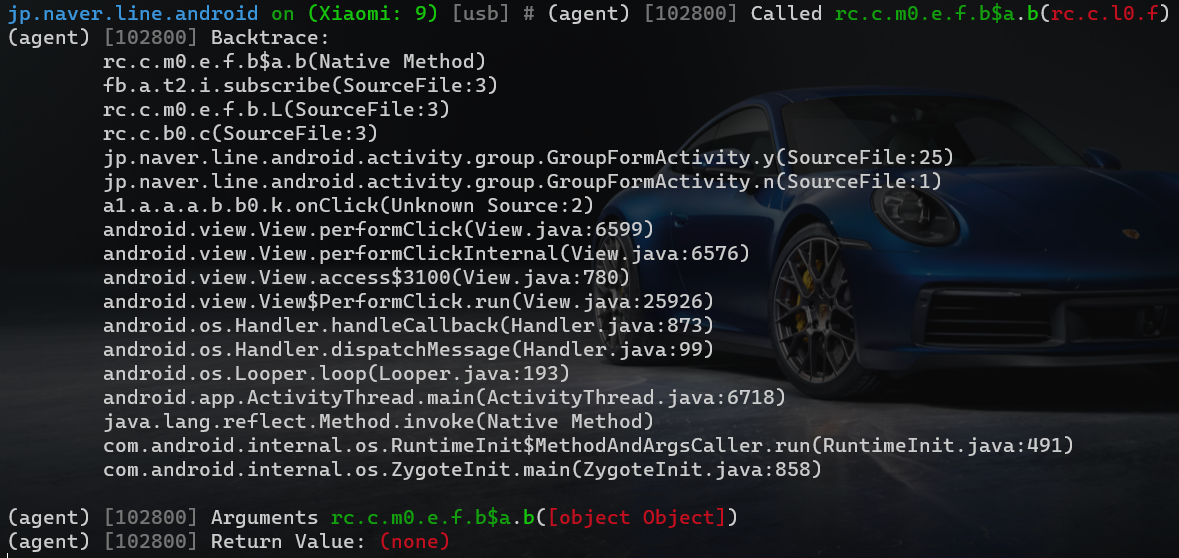 jp.naver.line.android on (Xiaomi: 9) [usb] # (agent) [102800] Called rc.c.m0.e.f.b$a.b(rc.c.l0.f)
(agent) [102800] Backtrace:
rc.c.m0.e.f.b$a.b(Native Method)
fb.a.t2.i.subscribe(SourceFile:3)
rc.c.m0.e.f.b.L(SourceFile:3)
rc.c.b0.c(SourceFile:3)
jp.naver.line.android.activity.group.GroupFormActivity.y(SourceFile:25)
jp.naver.line.android.activity.group.GroupFormActivity.n(SourceFile:1)
a1.a.a.a.b.b0.k.onClick(Unknown Source:2)
android.view.View.performClick(View.java:6599)
android.view.View.performClickInternal(View.java:6576)
android.view.View.access$3100(View.java:780)
android.view.View$PerformClick.run(View.java:25926)
android.os.Handler.handleCallback(Handler.java:873)
android.os.Handler.dispatchMessage(Handler.java:99)
android.os.Looper.loop(Looper.java:193)
android.app.ActivityThread.main(ActivityThread.java:6718)
java.lang.reflect.Method.invoke(Native Method)
com.android.internal.os.RuntimeInit$MethodAndArgsCaller.run(RuntimeInit.java:491)
com.android.internal.os.ZygoteInit.main(ZygoteInit.java:858)
(agent) [102800] Arguments rc.c.m0.e.f.b$a.b([object Object])
(agent) [102800] Return Value: (none)